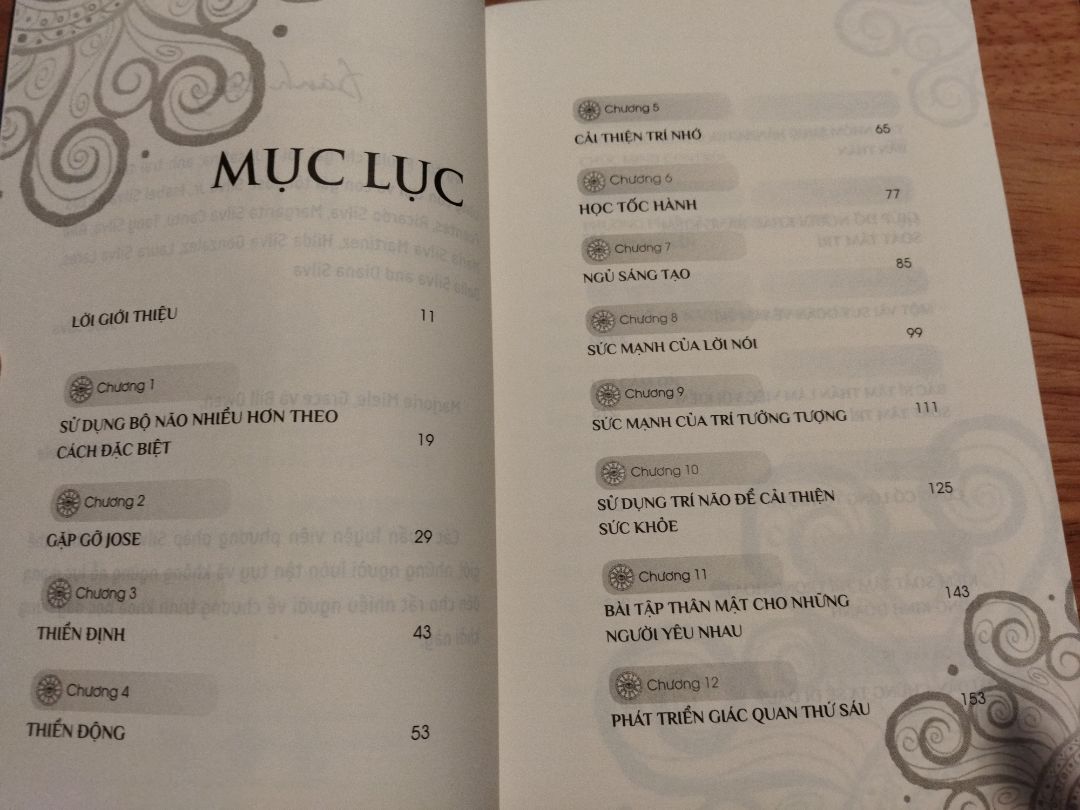 MỤC LỤC
LỜI GIỚI THIỆU 11
Chương 1
SỬ DỤNG BỘ NÃO NHIỀU HƠN THEO
CÁCH ĐẶC BIỆT 19
Chương 2
GẶP GỠ JOSE 29
Chương 3
THIỀN ĐỊNH 43
Chương 4
THIỀN ĐỘNG 53
Chương 5
CẢI THIỆN TRÍ NHỚ 65
Chương 6
HỌC TỐC HÀNH 77
Chương 7
NGỦ SÁNG TẠO 85
Chương 8
SỨC MẠNH CỦA LỜI NÓI 99
Chương 9
SỨC MẠNH CỦA TRÍ TƯỞNG TƯỢNG 111
Chương 10
SỬ DỤNG TRÍ NÃO ĐỂ CẢI THIỆN 125
SỨC KHỎE
Chương 11
BÀI TẬP THÂN MẬT CHO NHỮNG 143
NGƯỜI YÊU NHAU
Chương 12
PHÁT TRIỂN GIÁC QUAN THỨ SÁU 153